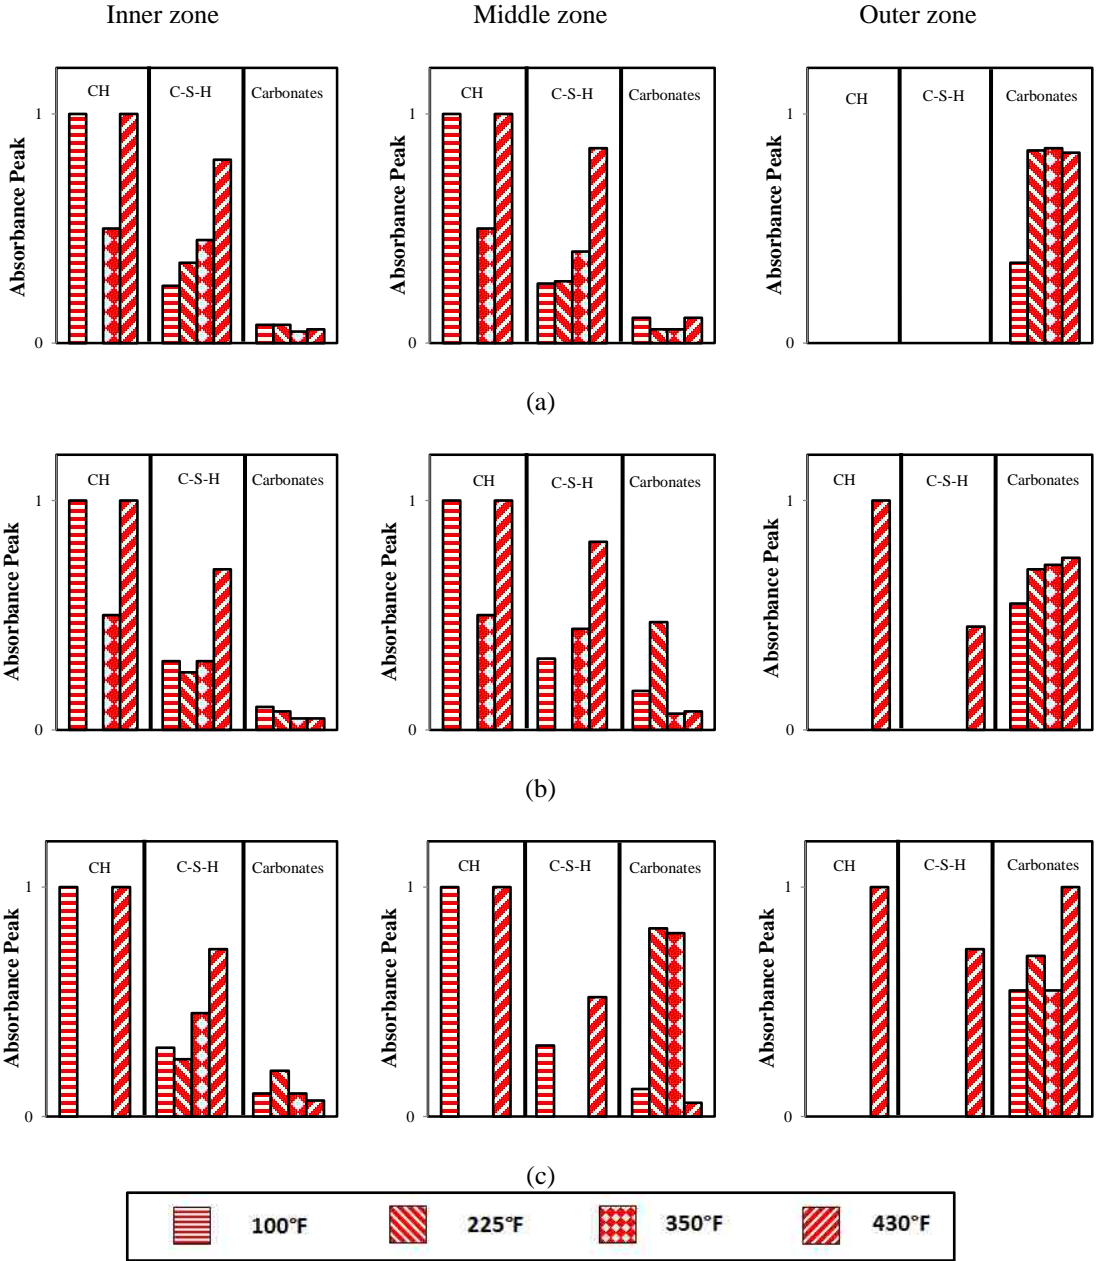 Inner zone Middle zone Outer zone
CH C-S-H Carbonates
1
Absorbance Peak
0
CH C-S-H Carbonates
1
Absorbance Peak
0
CH C-S-H Carbonates
1
Absorbance Peak
0
(a)
CH C-S-H Carbonates
1
Absorbance Peak
0
CH C-S-H Carbonates
1
Absorbance Peak
0
CH C-S-H Carbonates
1
Absorbance Peak
0
(b)
CH C-S-H Carbonates
1
Absorbance Peak
0
CH C-S-H Carbonates
1
Absorbance Peak
0
CH C-S-H Carbonates
1
Absorbance Peak
0
(c)
100°F 225°F 350°F 430°F